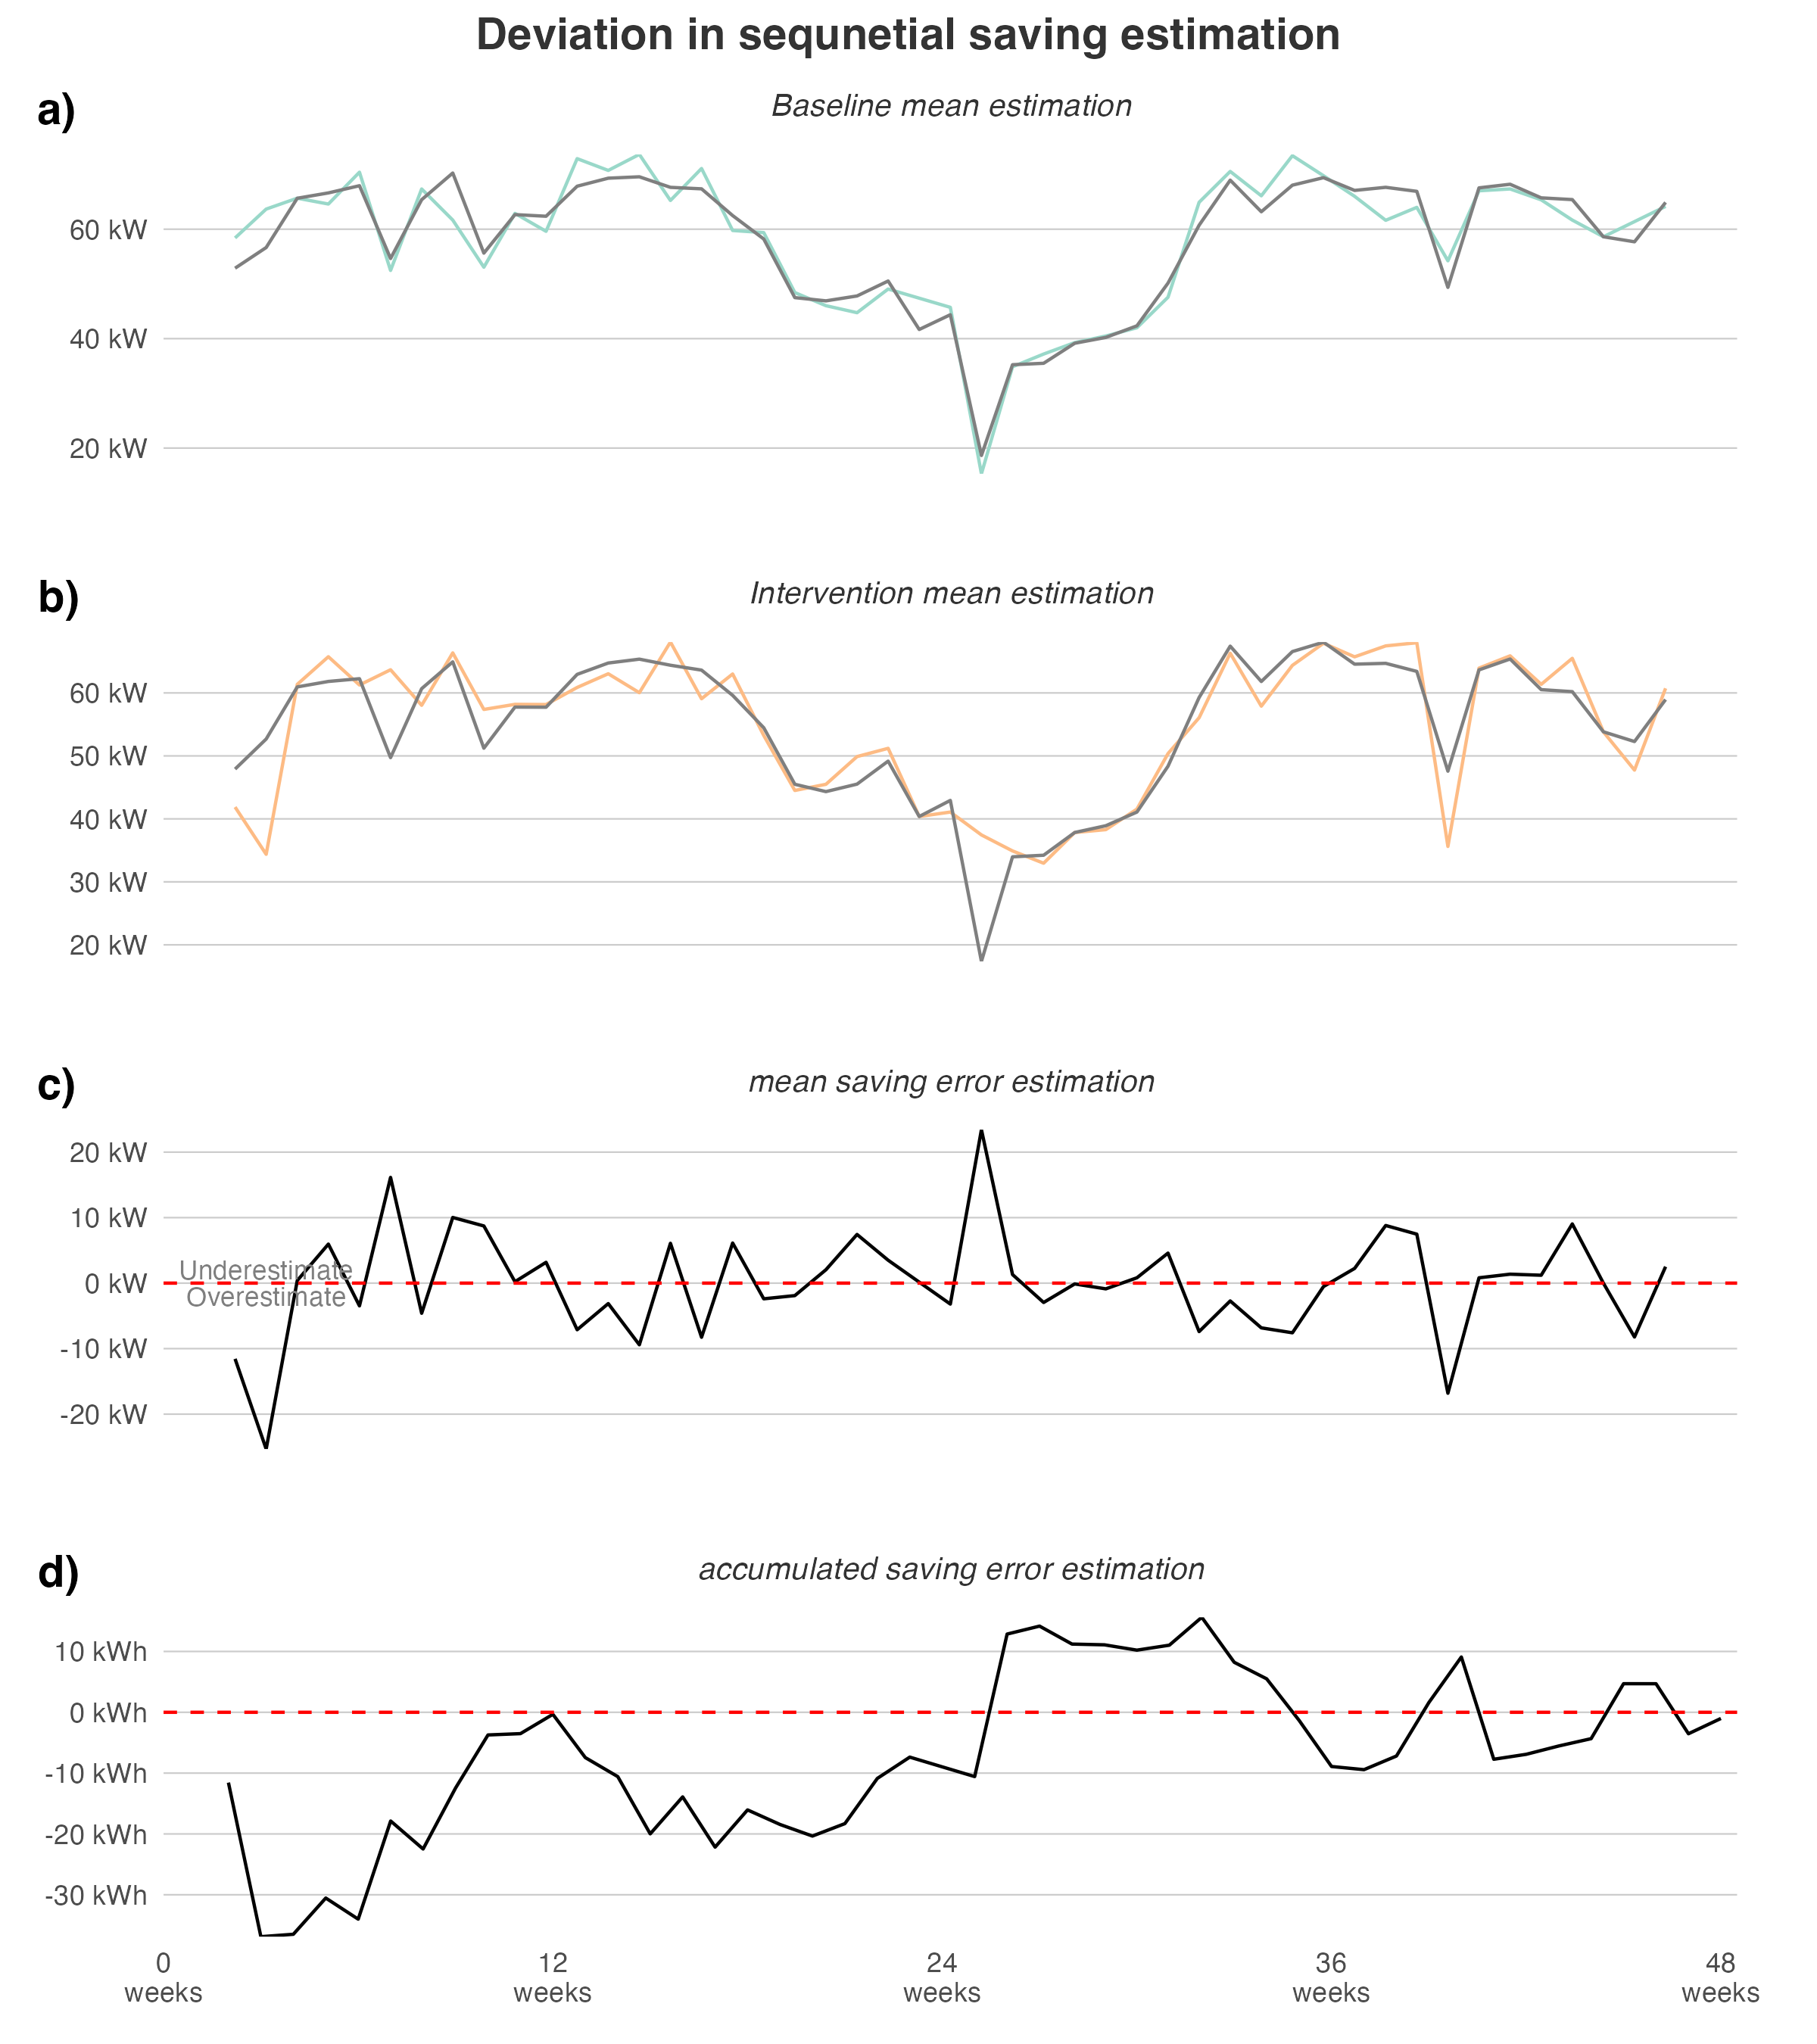 Deviation in sequnetial saving estimation
a)
Baseline mean estimation
60 kW
40 kW
20 kW
b)
Intervention mean estimation
60 kW
50 kW
40 kW
30 kW
20 kW
c)
mean saving error estimation
20 kW
10 kW
Underestimate
0 kW
Overestimate
-10 kW
-20 kW
d)
accumulated saving error estimation
10 kWh
0 kWh
-10 kWh
-20 kWh
-30 kWh
0 12 24 36 48
weeks weeks weeks weeks weeks